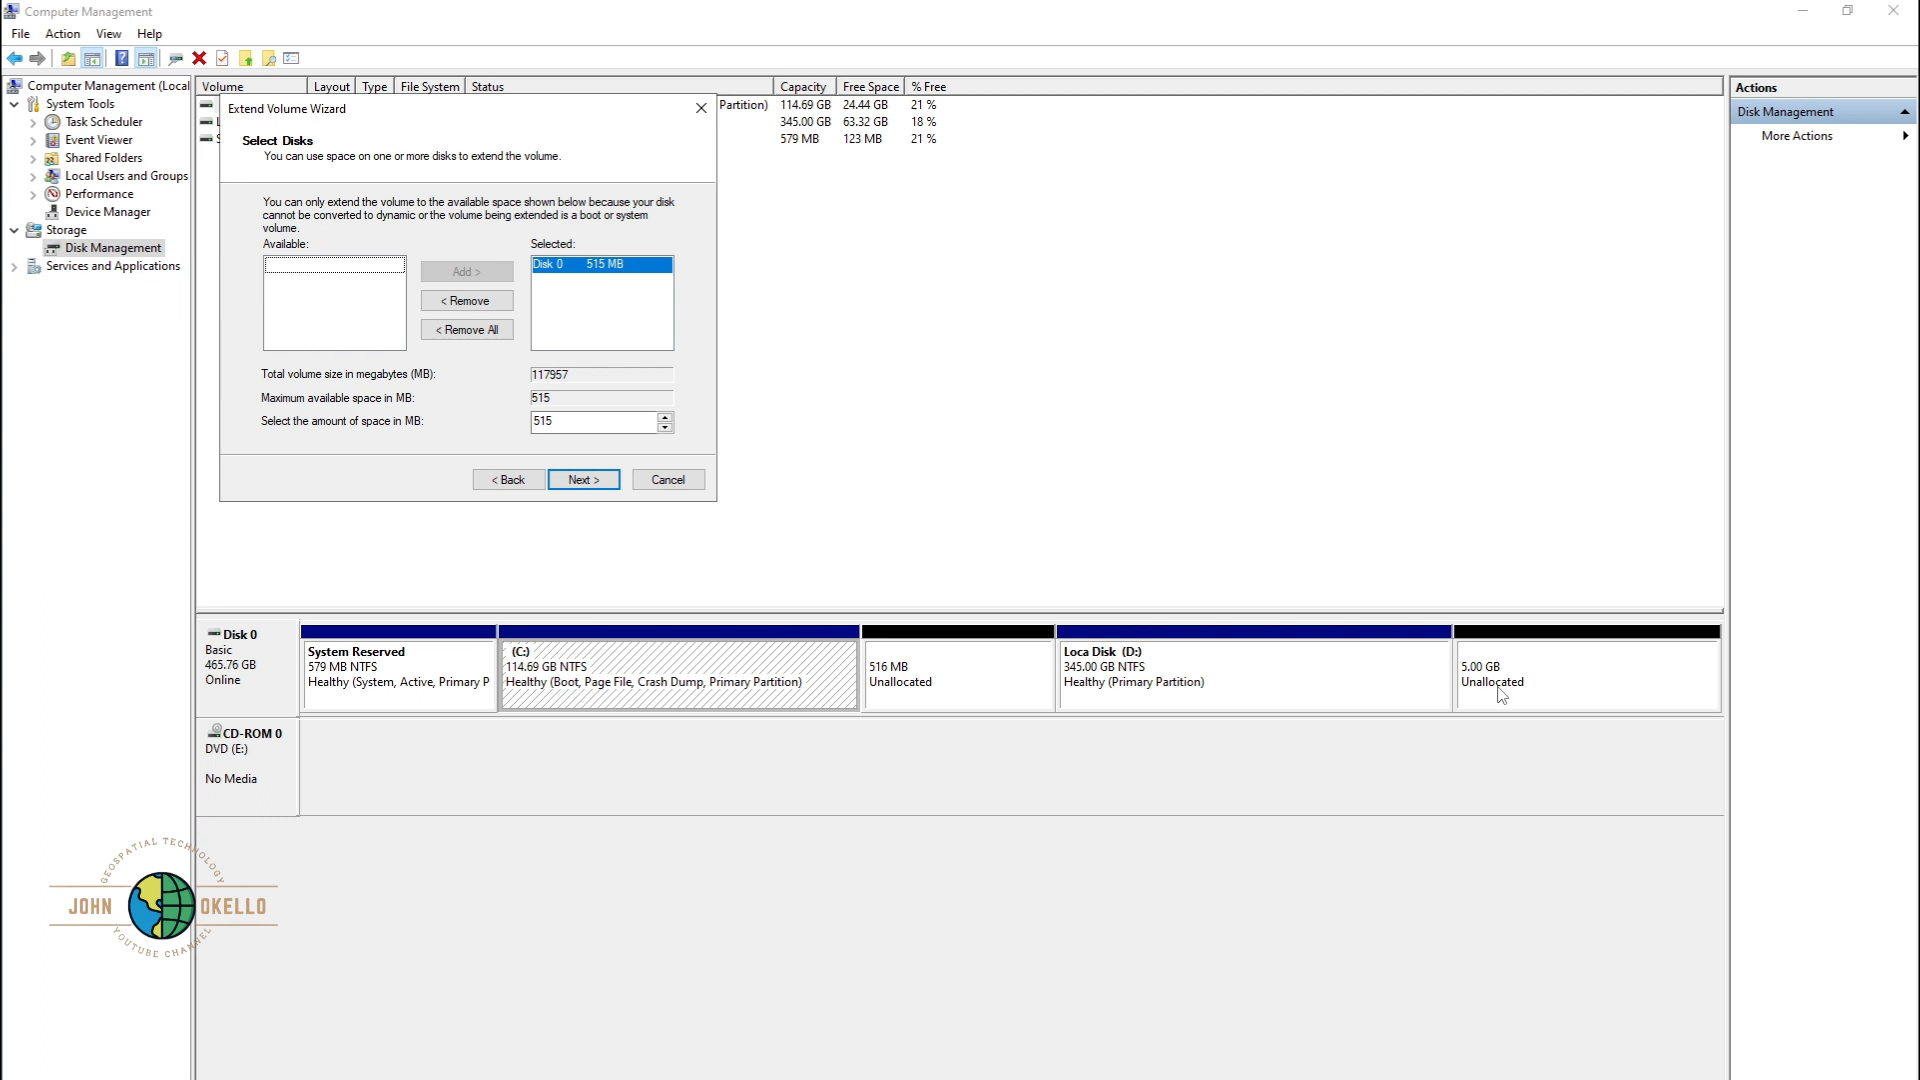 Computer Management
File Action View Help
Computer Management (Local
System Tools
Task Scheduler
Event Viewer
Shared Folders
Local Users and Groups
Performance
Device Manager
Storage
Disk Management
Services and Applications
Volume Layout Type File System Status Capacity Free Space % Free
Partition) 114.69 GB 24.44 GB 21 %
345.00 GB 63.32 GB 18 %
579 MB 123 MB 21 %
Extend Volume Wizard
Select Disks
You can use space on one or more disks to extend the volume.
You can only extend the volume to the available space shown below because your disk
cannot be converted to dynamic or the volume being extended is a boot or system
volume.
Available: Selected:
Disk 0 515 MB
Add >
< Remove
< Remove All
Total volume size in megabytes (MB): 117957
Maximum available space in MB: 515
Select the amount of space in MB: 515
< Back Next > Cancel
Actions
Disk Management
More Actions
Disk 0
Basic
465.76 GB
Online
System Reserved
579 MB NTFS
Healthy (System, Active, Primary P
(C:)
114.69 GB NTFS
Healthy (Boot, Page File, Crash Dump, Primary Partition)
516 MB
Unallocated
Loca Disk (D:)
345.00 GB NTFS
Healthy (Primary Partition)
5.00 GB
Unallocated
CD-ROM 0
DVD (E:)
No Media
GEOSPATIAL TECHNOLOGY
JOHN OKELLO
YOUTUBE CHANNEL